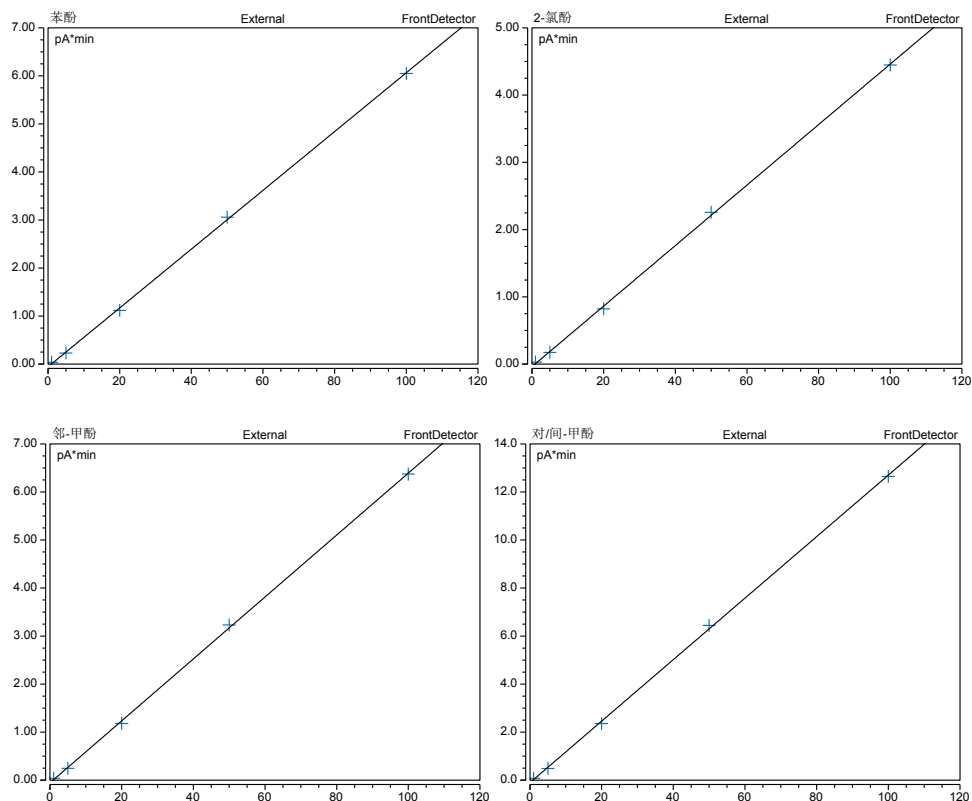 苯酚 External FrontDetector
7.00
pA*min
6.00
5.00
4.00
3.00
2.00
1.00
0.00
0 20 40 60 80 100 120
2-氯酚 External FrontDetector
5.00
pA*min
4.00
3.00
2.00
1.00
0.00
0 20 40 60 80 100 120
邻-甲酚 External FrontDetector
7.00
pA*min
6.00
5.00
4.00
3.00
2.00
1.00
0.00
0 20 40 60 80 100 120
对/间-甲酚 External FrontDetector
14.0
pA*min
12.0
10.0
8.0
6.0
4.0
2.0
0.0
0 20 40 60 80 100 120